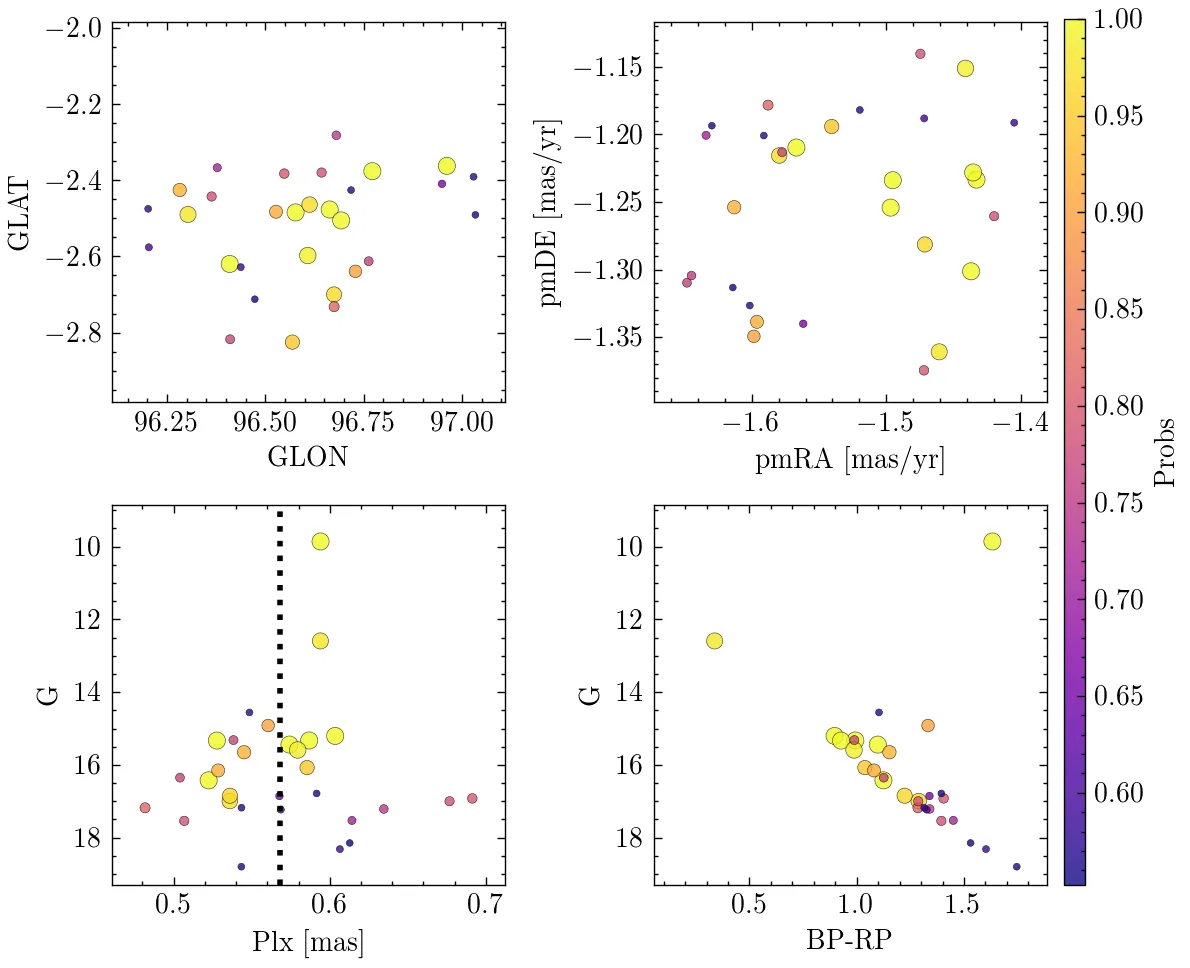 −2.0
−2.2
−2.4
−2.6
−2.8
GLAT
96.25 96.50 96.75 97.00
GLON
−1.15
−1.20
−1.25
−1.30
−1.35
pmDE [mas/yr]
−1.6 −1.5 −1.4
pmRA [mas/yr]
10
12
14
16
18
G
0.5 0.6 0.7
Plx [mas]
10
12
14
16
18
G
0.5 1.0 1.5
BP-RP
1.00
0.95
0.90
0.85
0.80
0.75
0.70
0.65
0.60
Probs